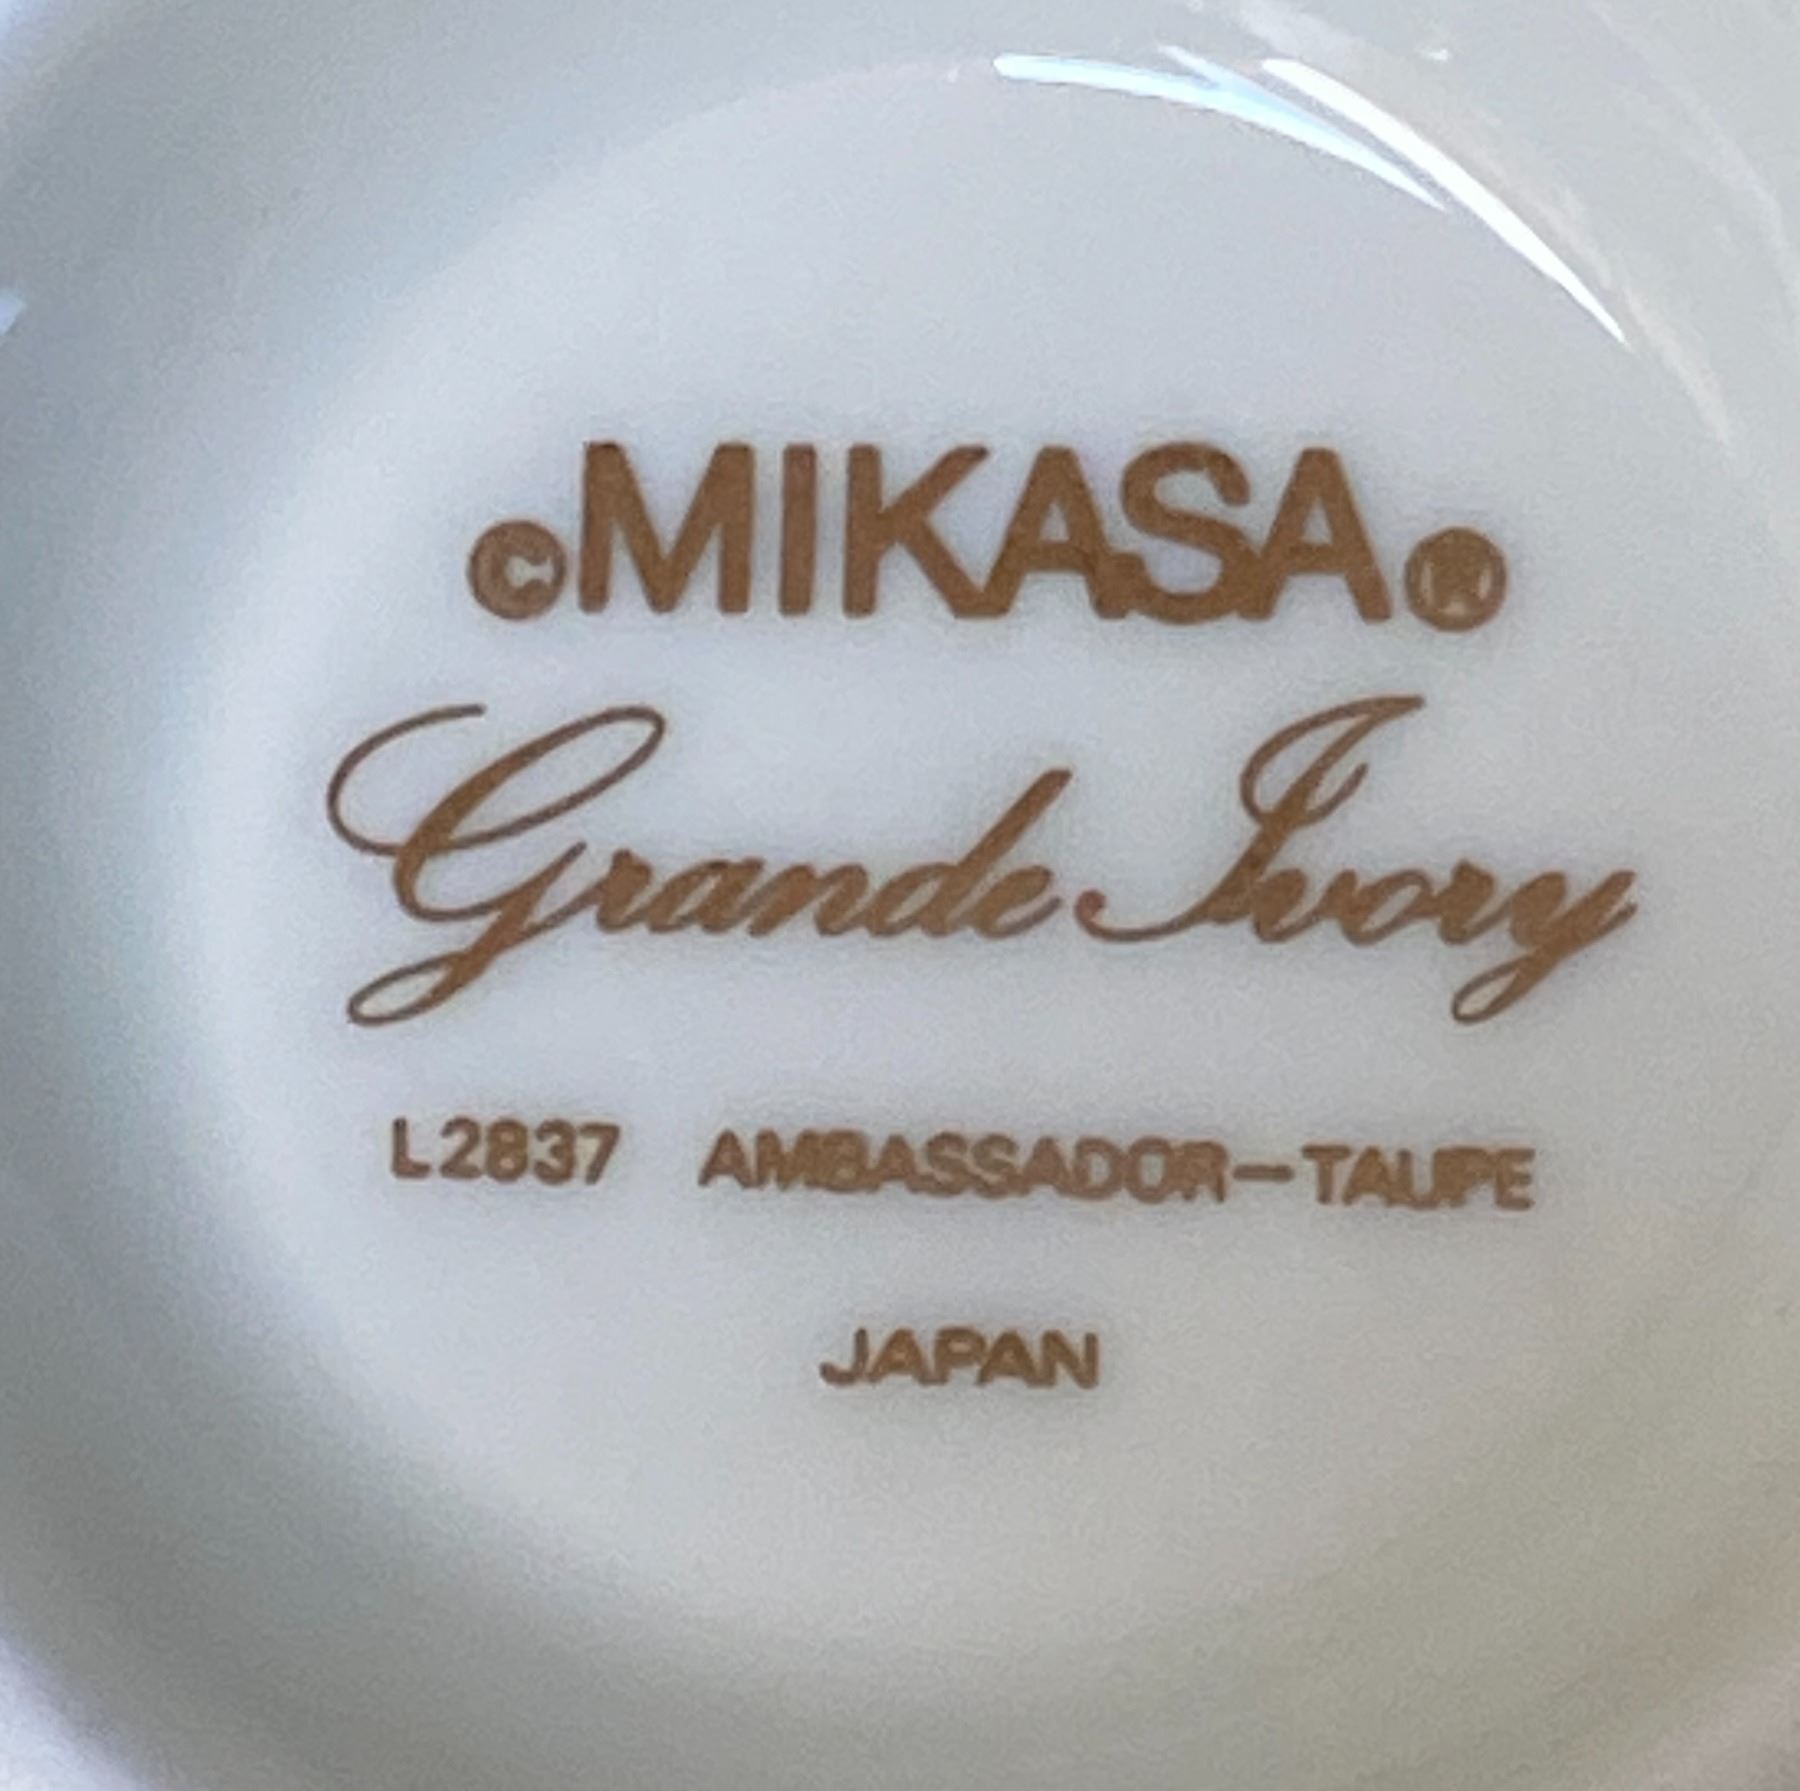 ©MIKASA®
Grande Ivory
L2837 AMBASSADOR-TAUPE
JAPAN